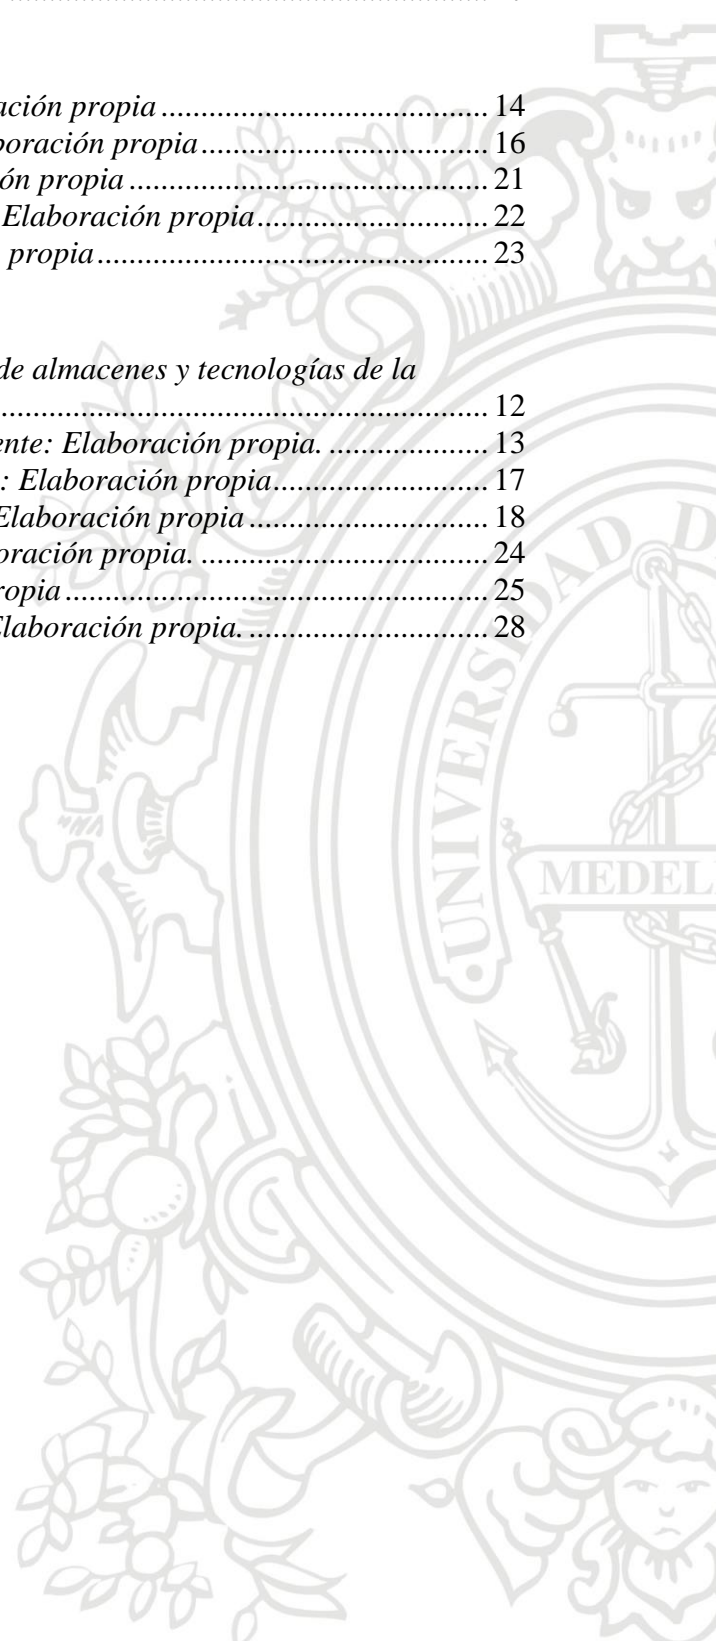 ación propia ........................................ 14
boración propia ................................... 16
ón propia ............................................ 21
Elaboración propia ............................ 22
propia ................................................ 23
de almacenes y tecnologías de la
............................................................ 12
ente: Elaboración propia. .................... 13
: Elaboración propia ........................... 17
Elaboración propia .............................. 18
oración propia. .................................... 24
ropia .................................................... 25
Elaboración propia. .............................. 28
UNIVERSIDAD D
MEDEL